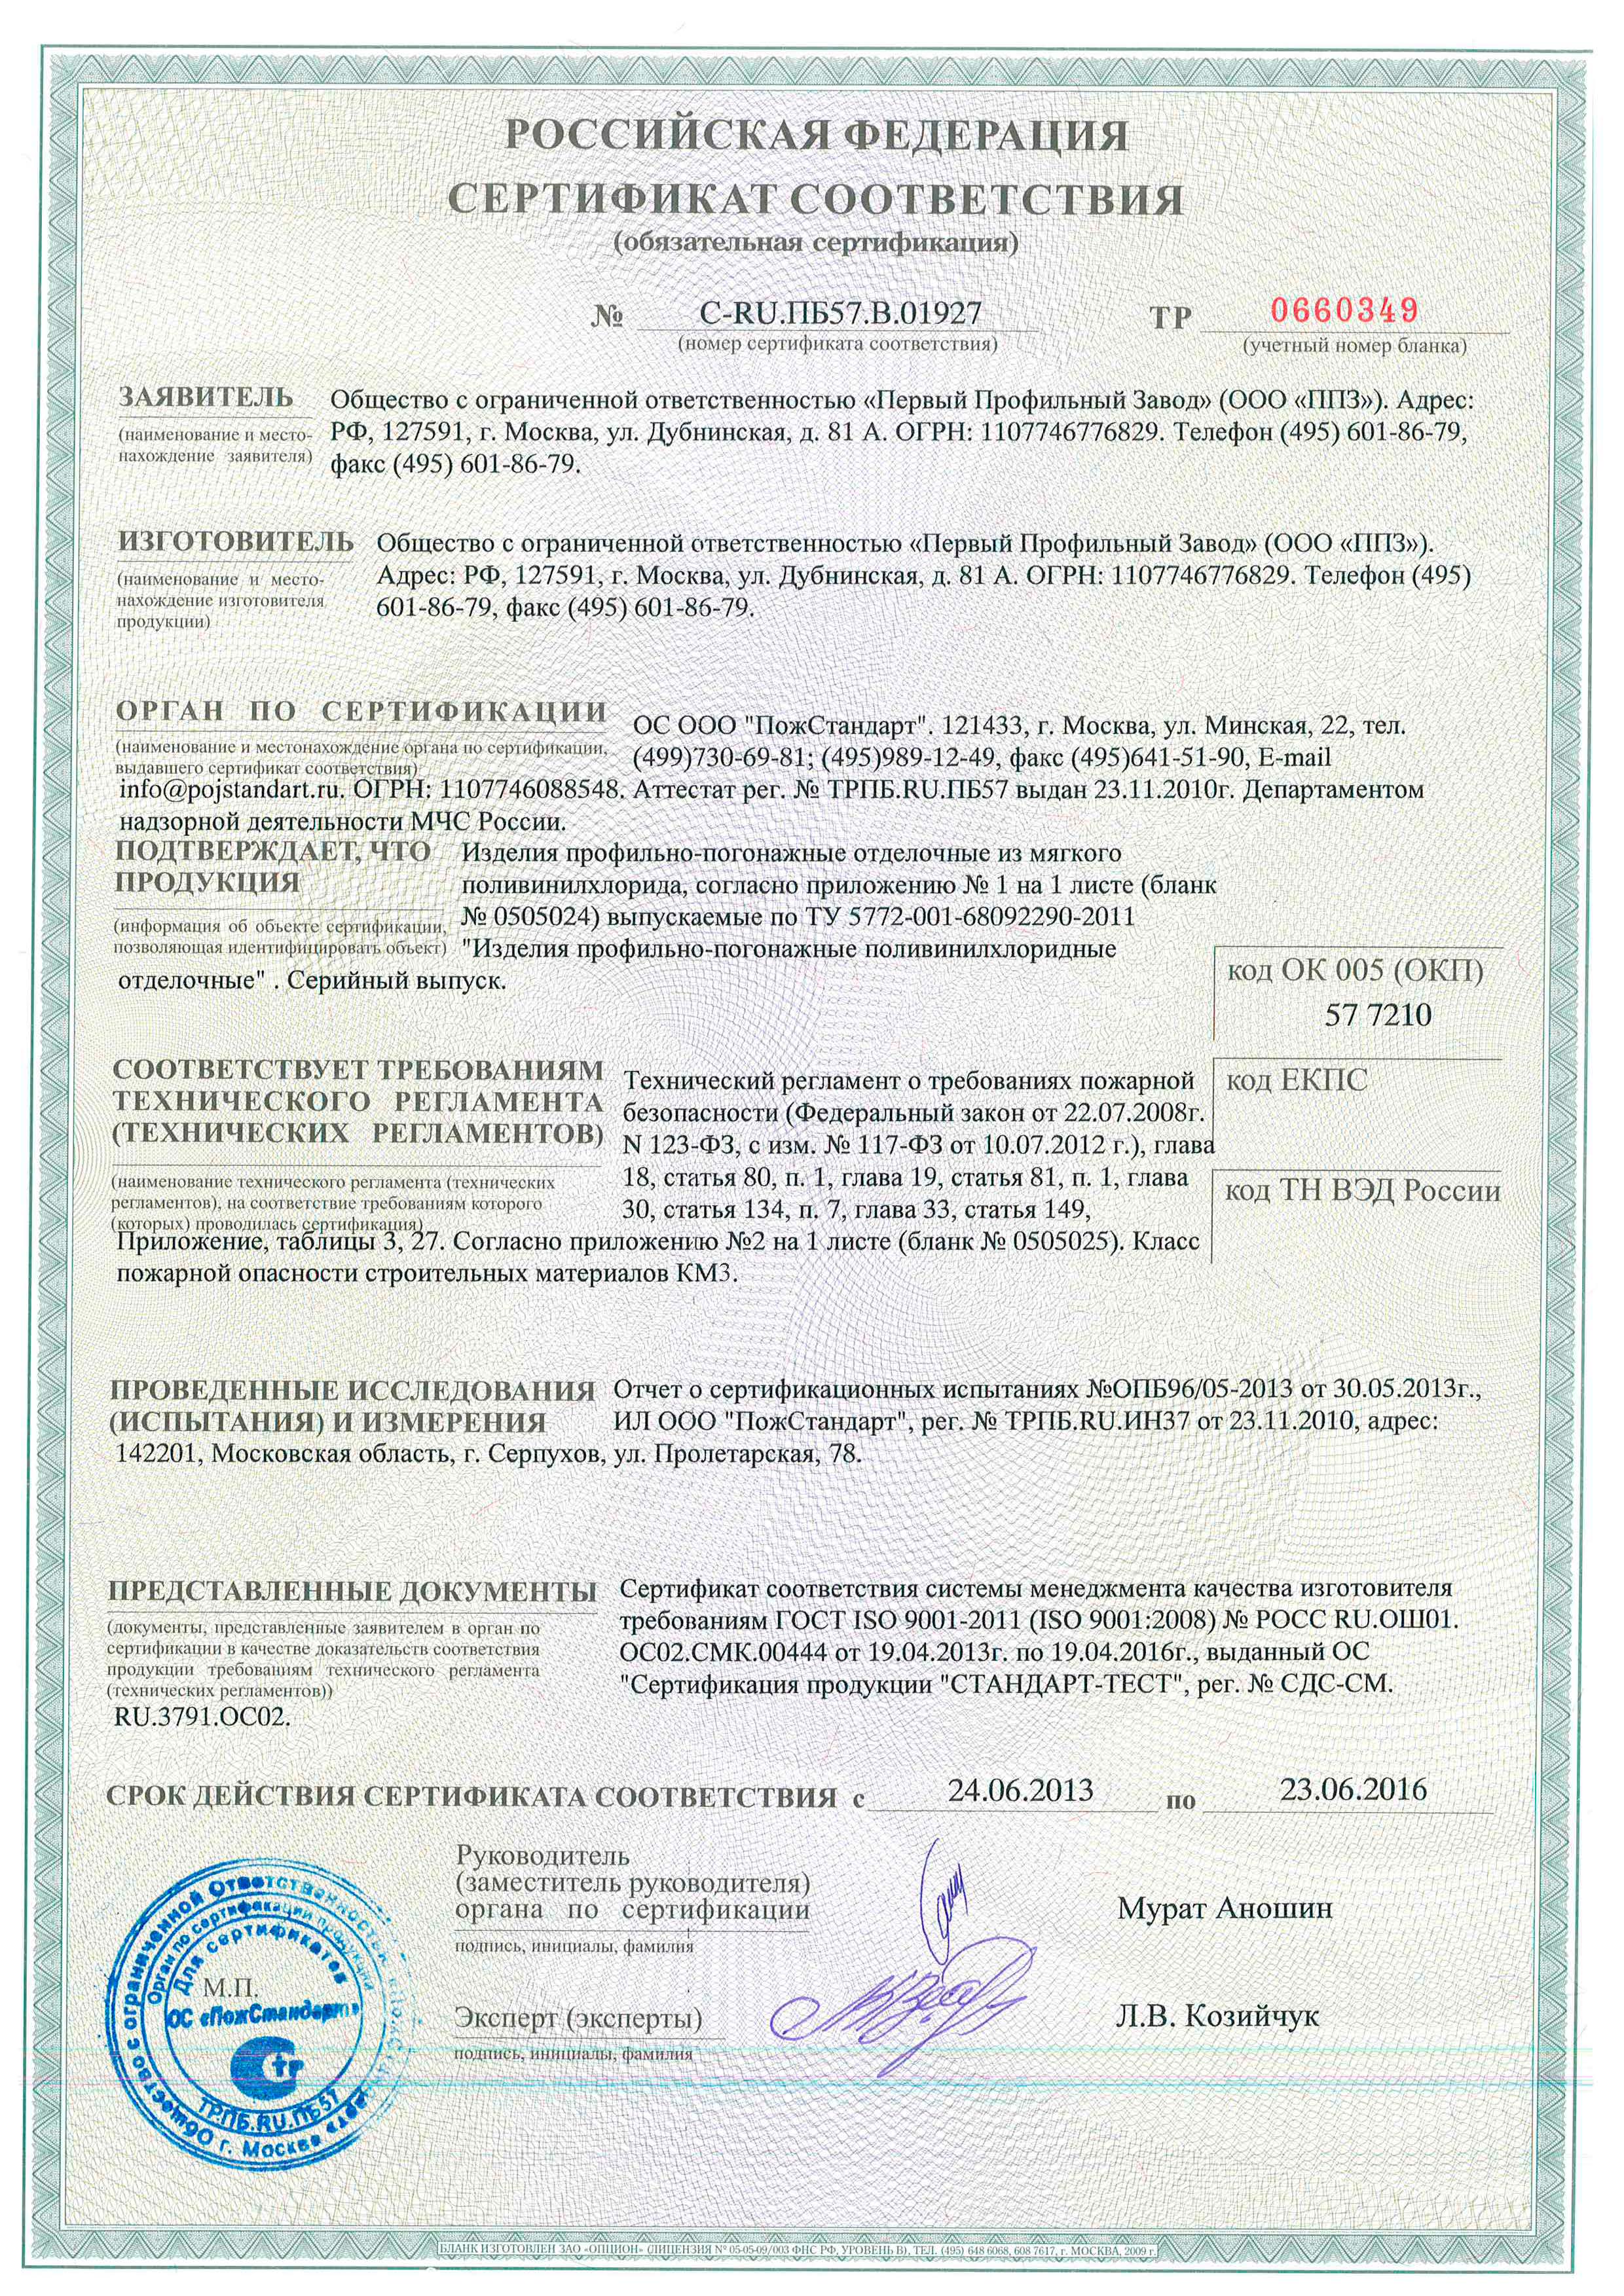 РОССИЙСКАЯ ФЕДЕРАЦИЯ
СЕРТИФИКАТ СООТВЕТСТВИЯ
(обязательная сертификация)
№ C-RU.ПБ57.В.01927 ТР 0660349
(номер сертификата соответствия) (учетный номер бланка)
ЗАЯВИТЕЛЬ Общество с ограниченной ответственностью «Первый Профильный Завод» (ООО «ППЗ»). Адрес:
(наименование и место- РФ, 127591, г. Москва, ул. Дубнинская, д. 81 А. ОГРН: 1107746776829. Телефон (495) 601-86-79,
нахождение заявителя) факс (495) 601-86-79.
ИЗГОТОВИТЕЛЬ Общество с ограниченной ответственностью «Первый Профильный Завод» (ООО «ППЗ»).
(наименование и место- Адрес: РФ, 127591, г. Москва, ул. Дубнинская, д. 81 А. ОГРН: 1107746776829. Телефон (495)
нахождение изготовителя 601-86-79, факс (495) 601-86-79.
продукции)
ОРГАН ПО СЕРТИФИКАЦИИ ОС ООО "ПожСтандарт". 121433, г. Москва, ул. Минская, 22, тел.
(наименование и местонахождение органа по сертификации, (499)730-69-81; (495)989-12-49, факс (495)641-51-90, E-mail
выдавшего сертификат соответствия)
info@pojstandart.ru. ОГРН: 1107746088548. Аттестат рег. № ТРПБ.RU.ПБ57 выдан 23.11.2010г. Департаментом
надзорной деятельности МЧС России.
ПОДТВЕРЖДАЕТ, ЧТО Изделия профильно-погонажные отделочные из мягкого
ПРОДУКЦИЯ поливинилхлорида, согласно приложению № 1 на 1 листе (бланк
(информация об объекте сертификации, № 0505024) выпускаемые по ТУ 5772-001-68092290-2011
позволяющая идентифицировать объект) "Изделия профильно-погонажные поливинилхлоридные
отделочные" . Серийный выпуск.
код ОК 005 (ОКП)
57 7210
СООТВЕТСТВУЕТ ТРЕБОВАНИЯМ Технический регламент о требованиях пожарной код ЕКПС
ТЕХНИЧЕСКОГО РЕГЛАМЕНТА безопасности (Федеральный закон от 22.07.2008г.
(ТЕХНИЧЕСКИХ РЕГЛАМЕНТОВ) N 123-ФЗ, с изм. № 117-ФЗ от 10.07.2012 г.), глава
(наименование технического регламента (технических 18, статья 80, п. 1, глава 19, статья 81, п. 1, глава код ТН ВЭД России
регламентов), на соответствие требованиям которого 30, статья 134, п. 7, глава 33, статья 149,
(которых) проводилась сертификация)
Приложение, таблицы 3, 27. Согласно приложению №2 на 1 листе (бланк № 0505025). Класс
пожарной опасности строительных материалов КМ3.
ПРОВЕДЕННЫЕ ИССЛЕДОВАНИЯ Отчет о сертификационных испытаниях №ОПБ96/05-2013 от 30.05.2013г.,
(ИСПЫТАНИЯ) И ИЗМЕРЕНИЯ ИЛ ООО "ПожСтандарт", рег. № ТРПБ.RU.ИН37 от 23.11.2010, адрес:
142201, Московская область, г. Серпухов, ул. Пролетарская, 78.
ПРЕДСТАВЛЕННЫЕ ДОКУМЕНТЫ Сертификат соответствия системы менеджмента качества изготовителя
(документы, представленные заявителем в орган по требованиям ГОСТ ISO 9001-2011 (ISO 9001:2008) № РОСС RU.ОШ01.
сертификации в качестве доказательств соответствия ОС02.СМК.00444 от 19.04.2013г. по 19.04.2016г., выданный ОС
продукции требованиям технического регламента "Сертификация продукции "СТАНДАРТ-ТЕСТ", рег. № СДС-СМ.
(технических регламентов))
RU.3791.ОС02.
СРОК ДЕЙСТВИЯ СЕРТИФИКАТА СООТВЕТСТВИЯ с 24.06.2013 по 23.06.2016
Руководитель
(заместитель руководителя)
органа по сертификации Мурат Аношин
подпись, инициалы, фамилия
М.П.
Эксперт (эксперты) Л.В. Козийчук
подпись, инициалы, фамилия
Общество с ограниченной Ответственностью
Орган по сертификации продукции
Для сертификатов
ОС «ПожСтандарт»
ТРПБ.RU.ПБ57
г. Москва
БЛАНК ИЗГОТОВЛЕН ЗАО «ОПЦИОН» (ЛИЦЕНЗИЯ № 05-05-09/003 ФНС РФ, УРОВЕНЬ В), ТЕЛ. (495) 648 6068, 608 7617, г. МОСКВА, 2009 г.